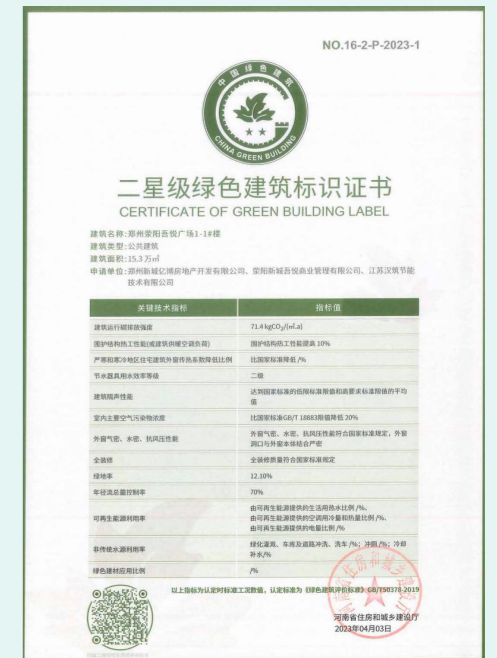 NO.16-2-P-2023-1
中国绿色建筑
CHINA GREEN BUILDING
二星级绿色建筑标识证书
CERTIFICATE OF GREEN BUILDING LABEL
建筑名称:郑州荥阳吾悦广场1-1#楼
建筑类型:公共建筑
建筑面积:15.3万㎡
申请单位:郑州新城亿博房地产开发有限公司、荥阳新城吾悦商业管理有限公司、江苏汉筑节能
技术有限公司
关键技术指标 指标值
建筑运行碳排放强度 71.4 kgCO₂/(㎡.a)
围护结构热工性能(或建筑供暖空调负荷) 围护结构热工性能提高 10%
严寒和寒冷地区住宅建筑外窗传热系数降低比例 比国家标准降低 /%
节水器具用水效率等级 二级
建筑隔声性能 达到国家标准的低限标准限值和高要求标准限值的平均
值
室内主要空气污染物浓度 比国家标准GB/T 18883限值降低 20%
外窗气密、水密、抗风压性能 外窗气密、水密、抗风压性能符合国家标准规定，外窗
洞口与外窗本体结合严密
全装修 全装修质量符合国家标准规定
绿地率 12.10%
年径流总量控制率 70%
可再生能源利用率 由可再生能源提供的生活用热水比例 /%、
由可再生能源提供的空调用冷量和热量比例 /%、
由可再生能源提供的电量比例 /%
非传统水源利用率 绿化灌溉、车库及道路冲洗、洗车 /%；冲厕 /%；冷却
补水/%
绿色建材应用比例 /%
以上指标为认定时标准工况数值，认定标准为《绿色建筑评价标准》GB/T50378-2019
河南省住房和城乡建设厅
2023年04月03日